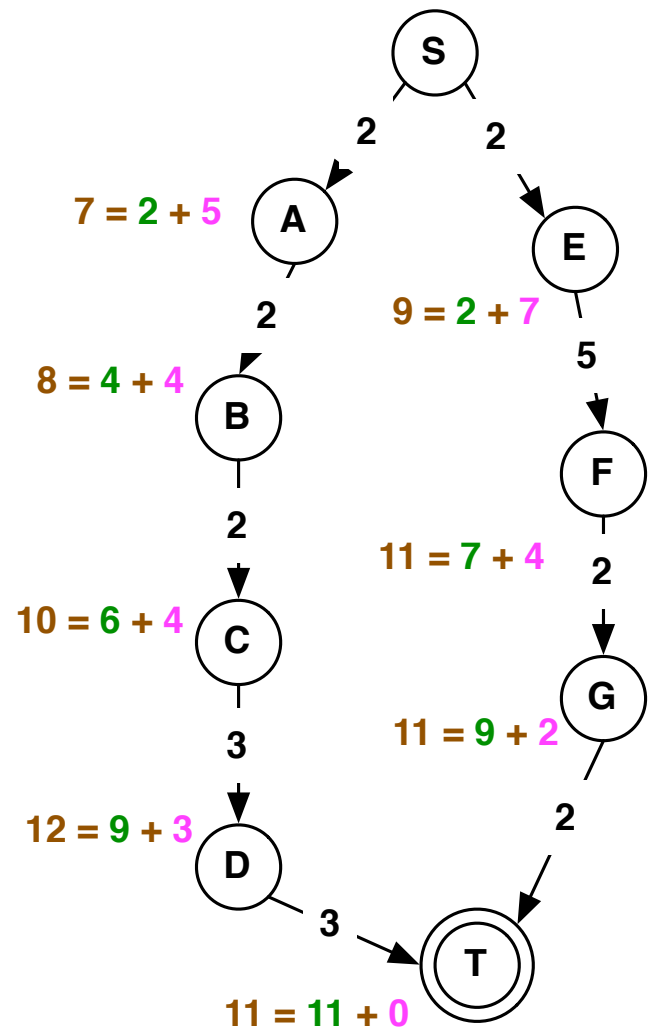 S
2
2
7 = 2 + 5
A
E
2
9 = 2 + 7
5
8 = 4 + 4
B
F
2
11 = 7 + 4
2
10 = 6 + 4
C
G
11 = 9 + 2
3
2
12 = 9 + 3
D
3
T
11 = 11 + 0